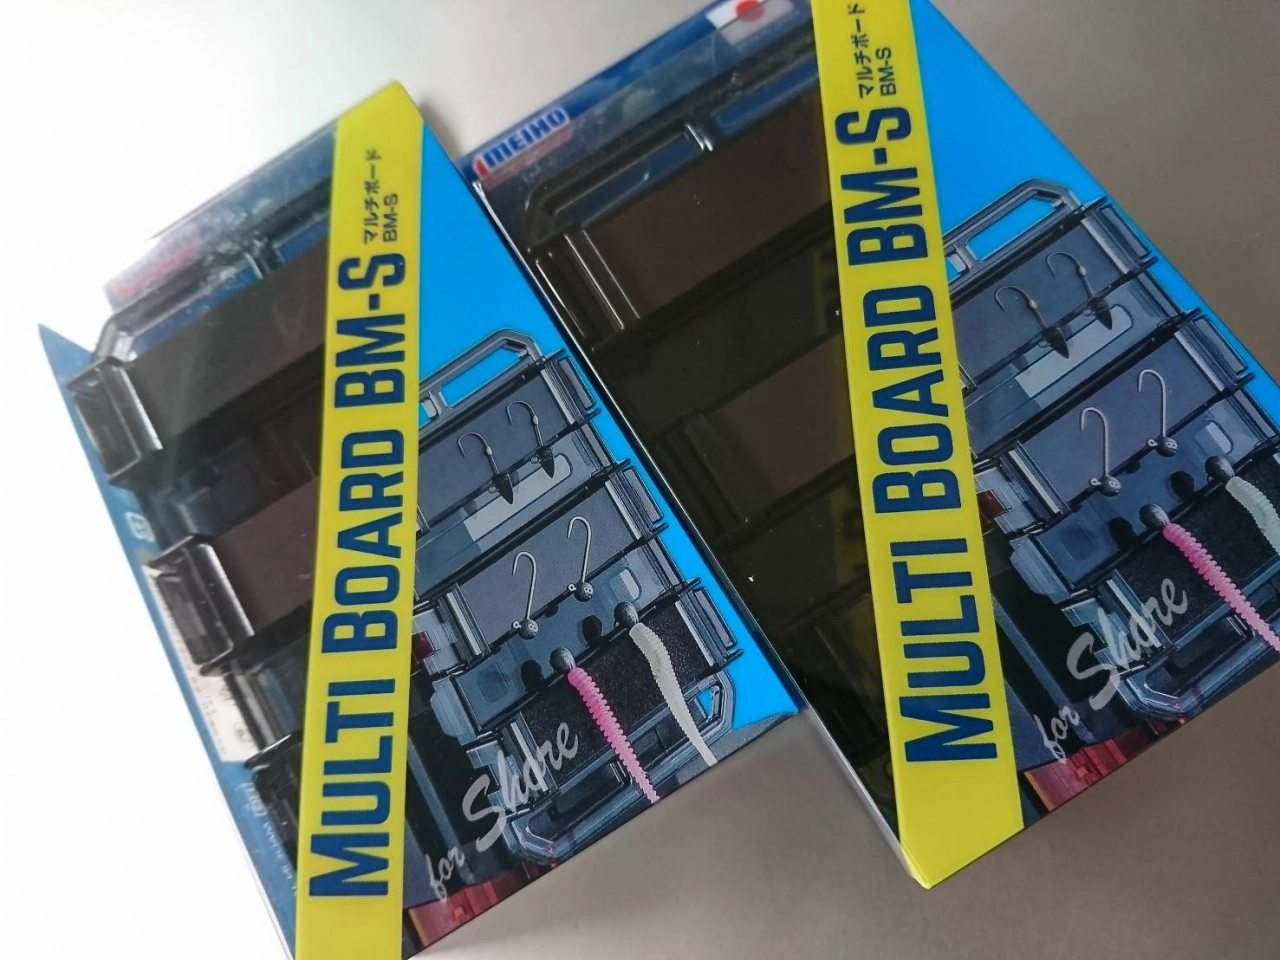 MULTI BOARD BM-S
マルチボード
BM-S
for Shore
MEIHO
MULTI BOARD BM-S
マルチボード
BM-S
for Shore